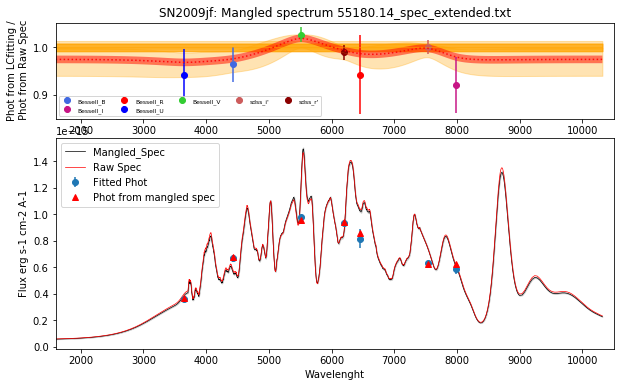 SN2009jf: Mangled spectrum 55180.14_spec_extended.txt
Phot from LCfitting /
Phot from Raw Spec
1.0
0.9
Bessell_B
Bessell_R
Bessell_V
sdss_i'
sdss_r'
Bessell_I
Bessell_U
2000 3000 4000 5000 6000 7000 8000 9000 10000
Flux erg s-1 cm-2 A-1
1.4
1.2
1.0
0.8
0.6
0.4
0.2
0.0
Mangled_Spec
Raw Spec
Fitted Phot
Phot from mangled spec
2000 3000 4000 5000 6000 7000 8000 9000 10000
Wavelenght